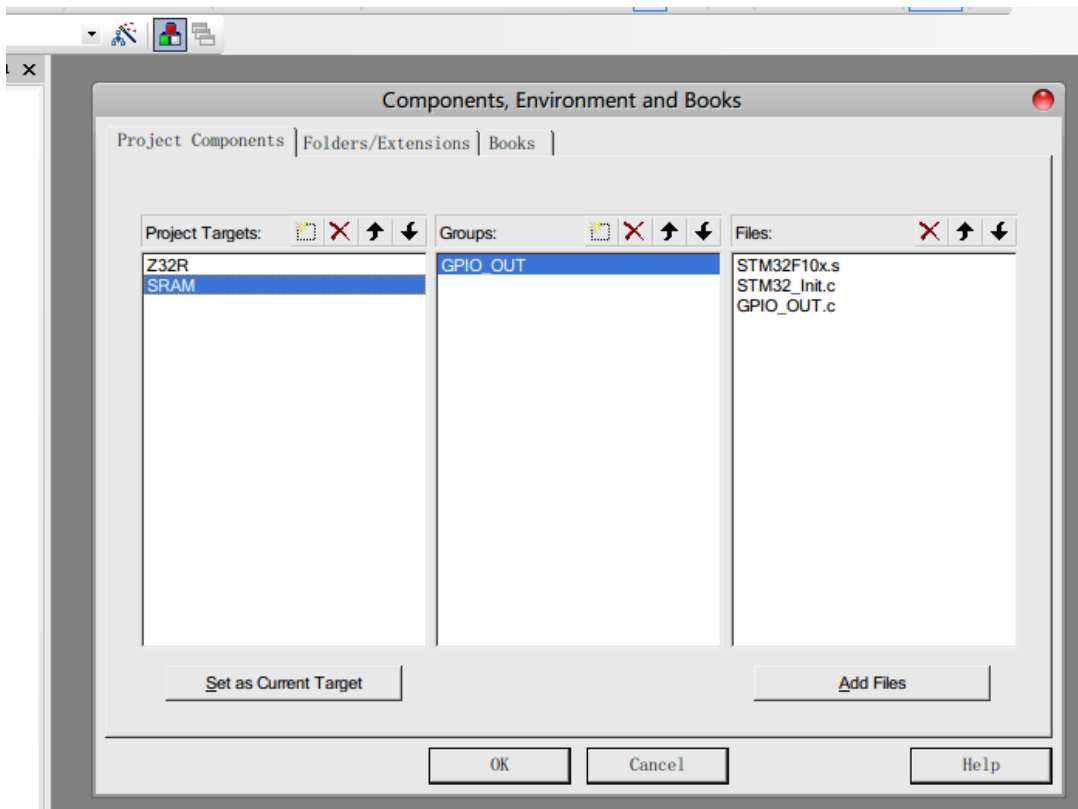 Components, Environment and Books
Project Components Folders/Extensions Books
Project Targets: Groups: Files:
Z32R GPIO_OUT STM32F10x.s
SRAM STM32_Init.c
GPIO_OUT.c
Set as Current Target Add Files
OK Cancel Help